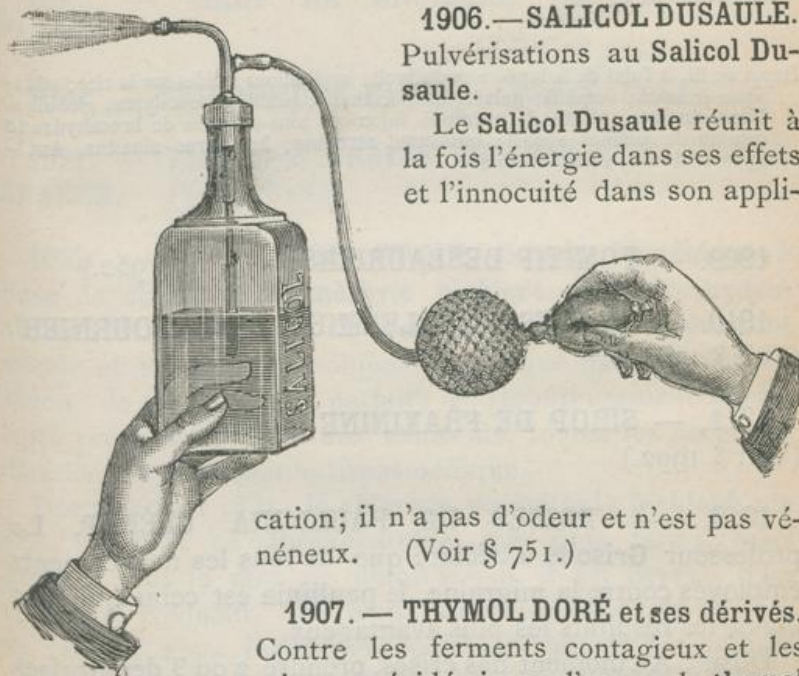 1906.—SALICOL DUSAULE.
Pulvérisations au Salicol Du-
saule.
Le Salicol Dusaule réunit à
la fois l'énergie dans ses effets
et l'innocuité dans son appli-
SALICOL
cation; il n'a pas d'odeur et n'est pas vé-
néneux. (Voir § 751.)
1907. — THYMOL DORÉ et ses dérivés.
Contre les ferments contagieux et les